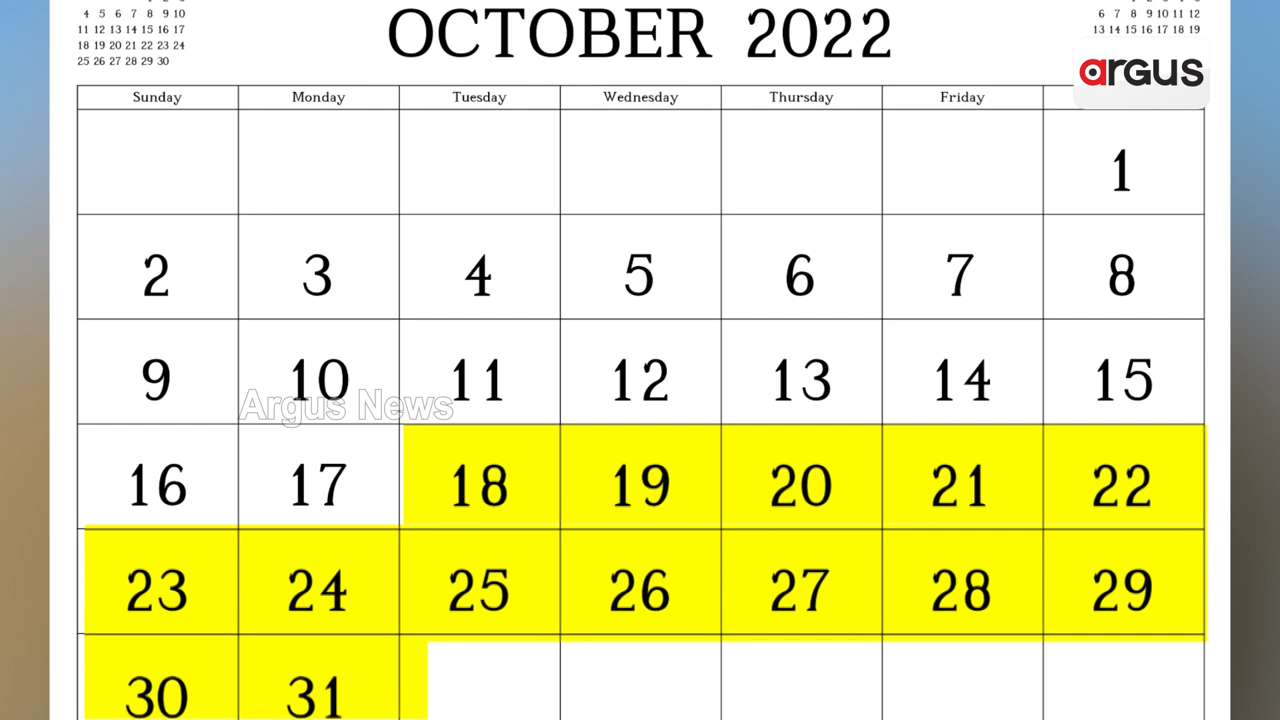 OCTOBER 2022
4 5 6 7 8 9 10
11 12 13 14 15 16 17
18 19 20 21 22 23 24
25 26 27 28 29 30
6 7 8 9 10 11 12
13 14 15 16 17 18 19
argus
Sunday Monday Tuesday Wednesday Thursday Friday
1
2 3 4 5 6 7 8
9 10 11 12 13 14 15
Argus News
16 17 18 19 20 21 22
23 24 25 26 27 28 29
30 31